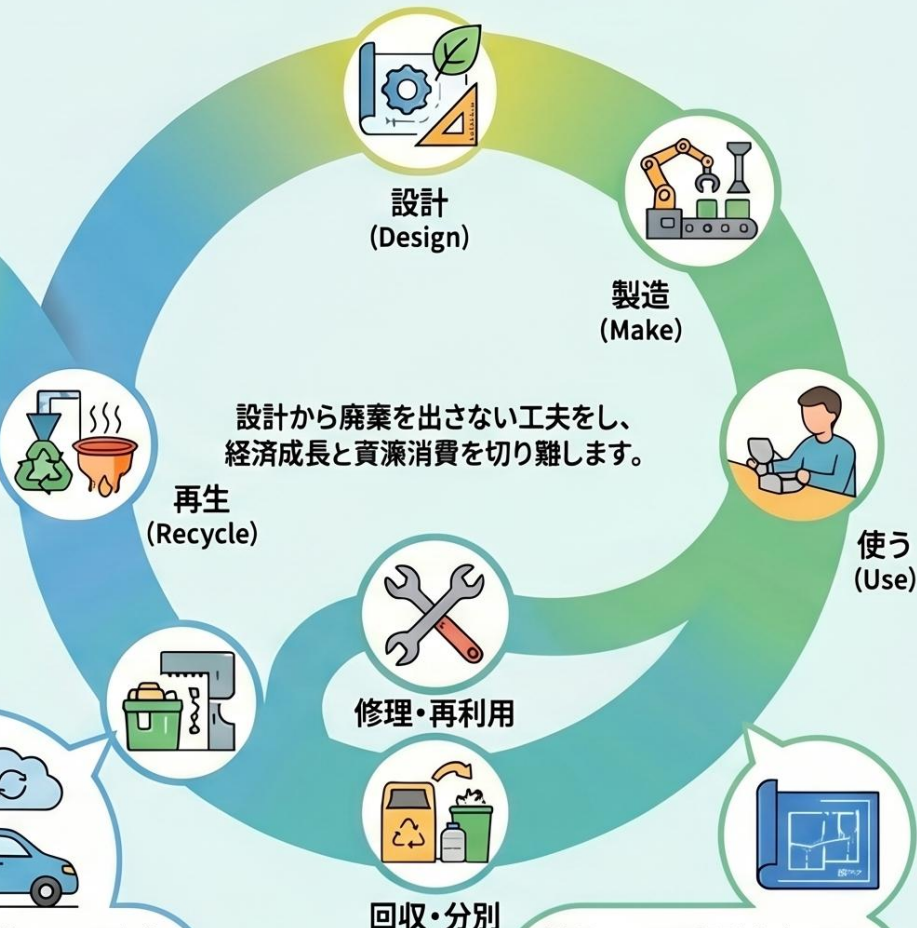 設計
(Design)
製造
(Make)
設計から廃棄を出さない工夫をし、
経済成長と資源消費を切り難します。
再生
(Recycle)
使う
(Use)
修理・再利用
回収・分別